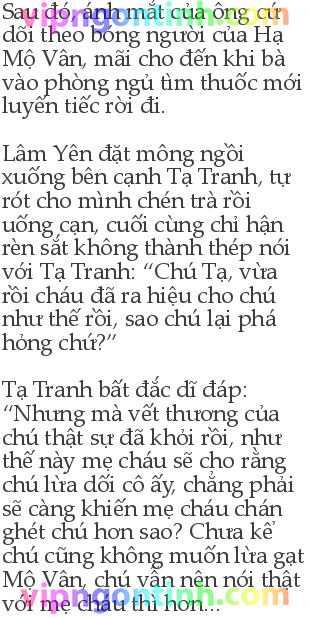 Sau đó, ánh mắt của ông cứ
dõi theo bóng người của Hạ
Mộ Vân, mãi cho đến khi bà
vào phòng ngủ tìm thuốc mới
luyến tiếc rời đi.
Lâm Yên đặt mông ngồi
xuống bên cạnh Tạ Tranh, tự
rót cho mình chén trà rồi
uống cạn, cuối cùng chỉ hận
rèn sắt không thành thép nói
với Tạ Tranh: “Chú Tạ, vừa
rồi cháu đã ra hiệu cho chú
như thế rồi, sao chú lại phá
hỏng chứ?”
Tạ Tranh bất đắc dĩ đáp:
“Nhưng mà vết thương của
chú thật sự đã khỏi rồi, như
thế này mẹ cháu sẽ cho rằng
chú lừa dối cô ấy, chẳng phải
sẽ càng khiến mẹ cháu chán
ghét chú hơn sao? Chưa kể
chú cũng không muốn lừa gạt
Mộ Vân, chú vẫn nên nói thật
với mẹ cháu thì hơn...
vipngontinh.com
vipngontinh.com